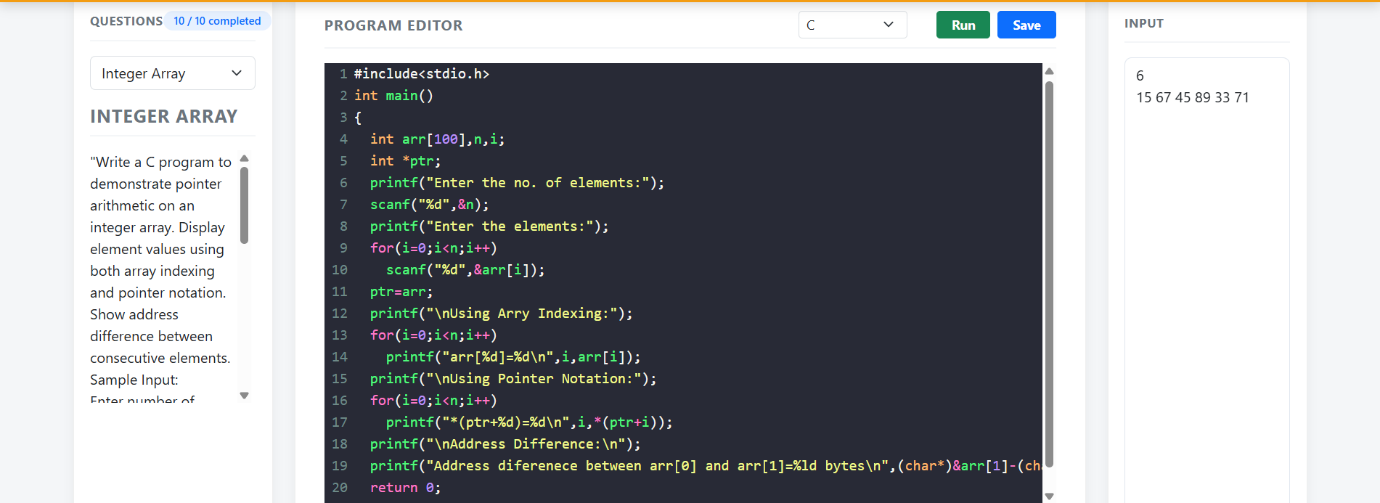 QUESTIONS 10 / 10 completed
Integer Array
INTEGER ARRAY
"Write a C program to
demonstrate pointer
arithmetic on an
integer array. Display
element values using
both array indexing
and pointer notation.
Show address
difference between
consecutive elements.
Sample Input:
Enter number of
PROGRAM EDITOR
C
Run
Save
1 #include<stdio.h>
2 int main()
3 {
4   int arr[100],n,i;
5   int *ptr;
6   printf("Enter the no. of elements:");
7   scanf("%d",&n);
8   printf("Enter the elements:");
9   for(i=0;i<n;i++)
10     scanf("%d",&arr[i]);
11   ptr=arr;
12   printf("\nUsing Arry Indexing:");
13   for(i=0;i<n;i++)
14     printf("arr[%d]=%d\n",i,arr[i]);
15   printf("\nUsing Pointer Notation:");
16   for(i=0;i<n;i++)
17     printf("*(ptr+%d)=%d\n",i,*(ptr+i));
18   printf("\nAddress Difference:\n");
19   printf("Address diferenece between arr[0] and arr[1]=%ld bytes\n",(char*)&arr[1]-(ch
20   return 0;
INPUT
6
15 67 45 89 33 71